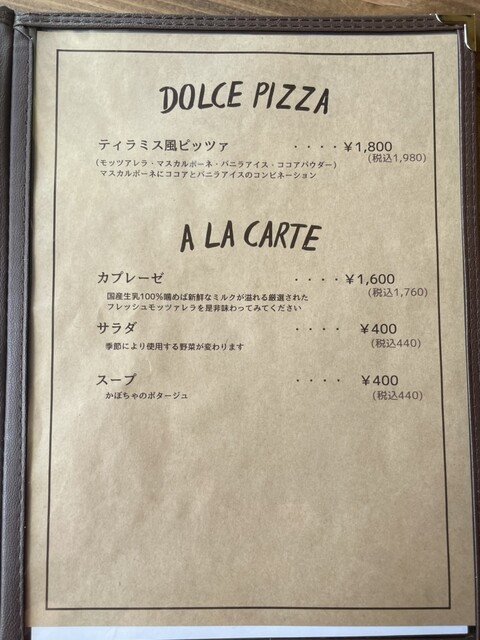 DOLCE PIZZA
ティラミス風ピッツァ ・・・・￥1,800
(税込1,980)
(モッツアレラ・マスカルポーネ・バニラアイス・ココアパウダー)
マスカルポーネにココアとバニラアイスのコンビネーション
A LA CARTE
カプレーゼ ・・・・￥1,600
(税込1,760)
国産生乳100%噛めば新鮮なミルクが溢れる厳選された
フレッシュモッツァレラを是非味わってみてください
サラダ ・・・・ ￥400
(税込440)
季節により使用する野菜が変わります
スープ ・・・・ ￥400
(税込440)
かぼちゃのポタージュ